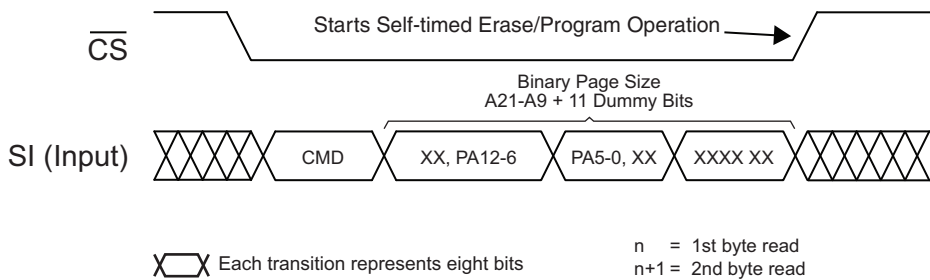 Starts Self-timed Erase/Program Operation
CS
Binary Page Size
A21-A9 + 11 Dummy Bits
SI (Input)
CMD
XX, PA12-6
PA5-0, XX
XXXX XX
Each transition represents eight bits
n = 1st byte read
n+1 = 2nd byte read